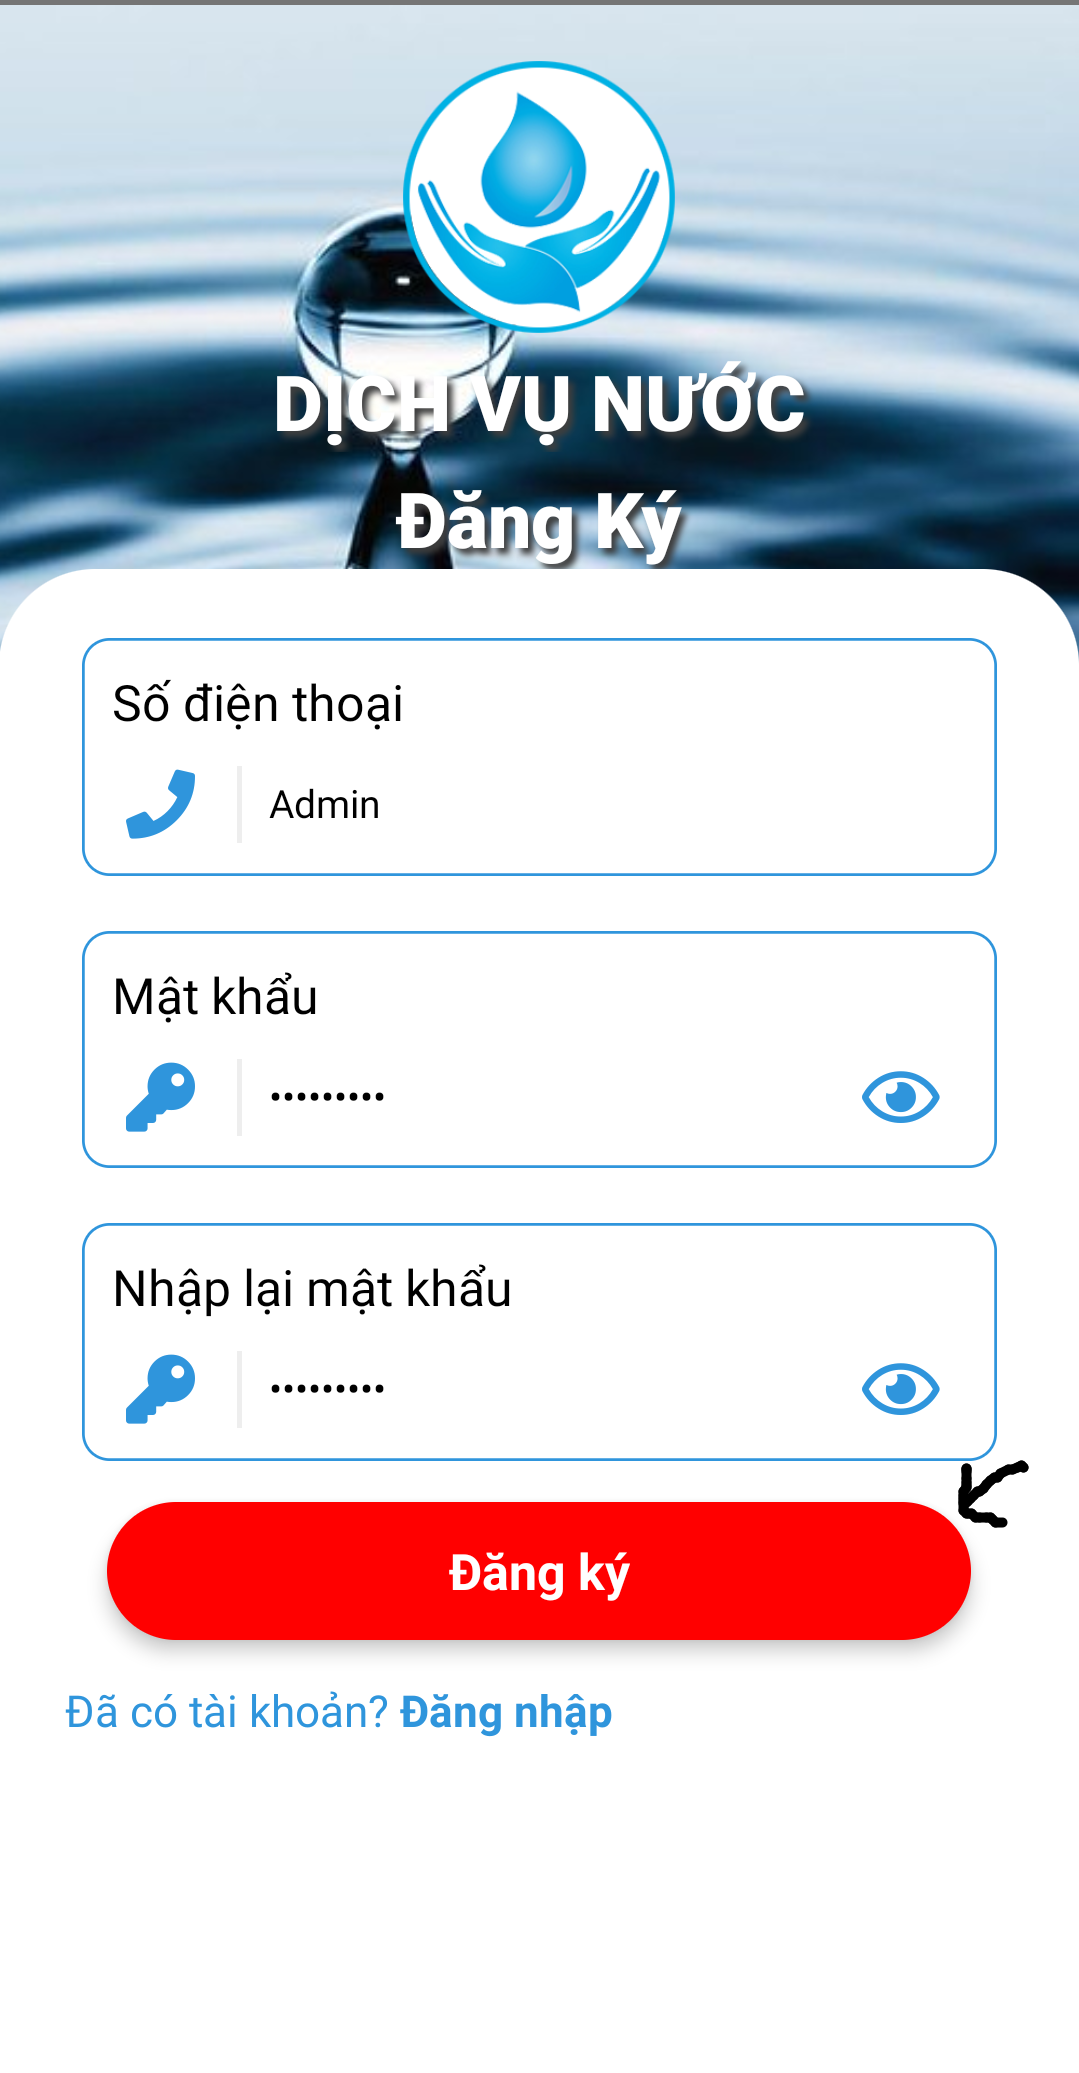 DỊCH VỤ NƯỚC
Đăng Ký
Số điện thoại
Admin
Mật khẩu
•••••••••
Nhập lại mật khẩu
•••••••••
Đăng ký
Đã có tài khoản? Đăng nhập